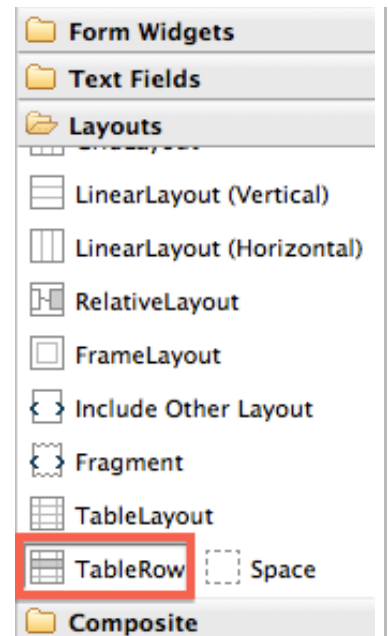 Form Widgets
Text Fields
Layouts
LinearLayout (Vertical)
LinearLayout (Horizontal)
RelativeLayout
FrameLayout
Include Other Layout
Fragment
TableLayout
TableRow Space
Composite